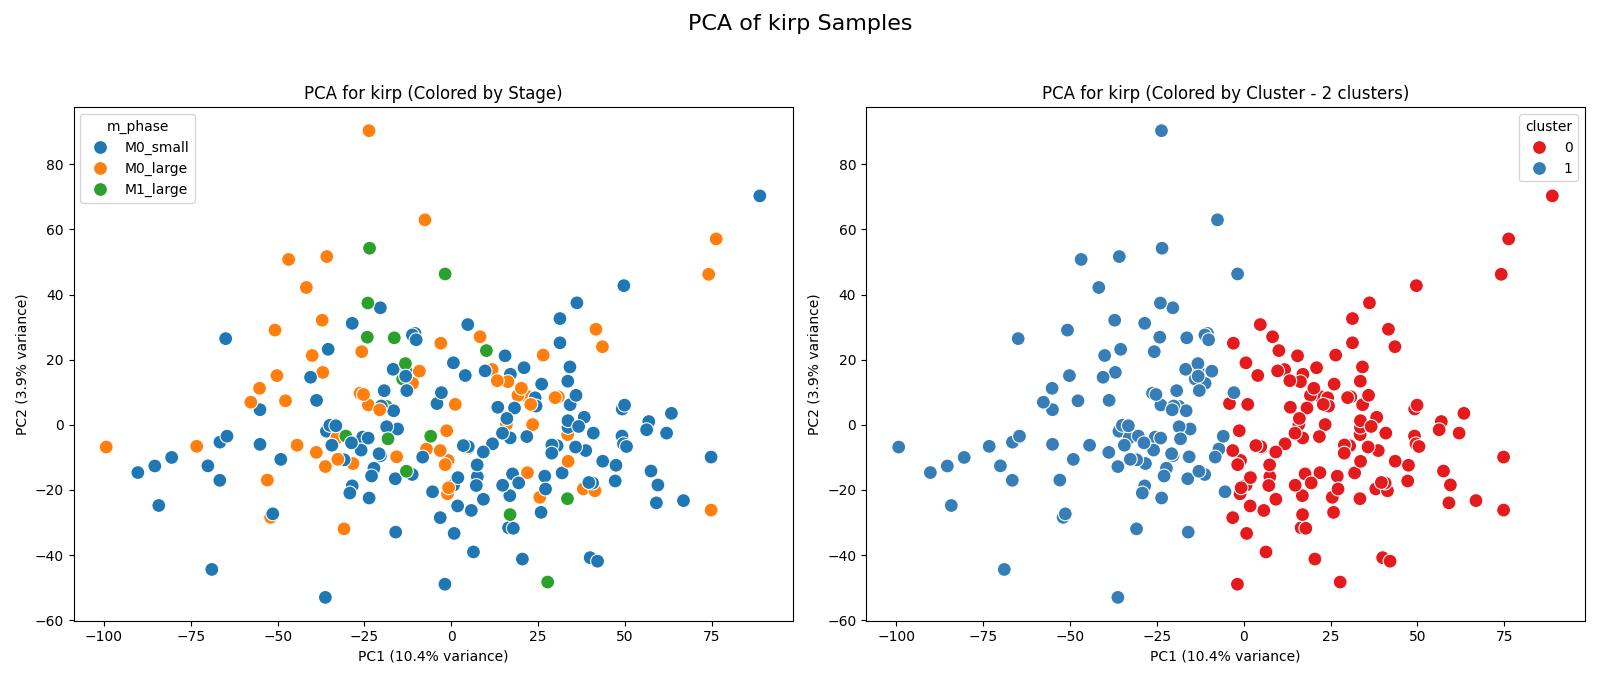 PCA of kirp Samples
PCA for kirp (Colored by Stage)
m_phase
M0_small
M0_large
M1_large
80
60
40
20
0
−20
−40
−60
PC2 (3.9% variance)
−100
−75
−50
−25
0
25
50
75
PC1 (10.4% variance)
PCA for kirp (Colored by Cluster - 2 clusters)
cluster
0
1
80
60
40
20
0
−20
−40
−60
PC2 (3.9% variance)
−100
−75
−50
−25
0
25
50
75
PC1 (10.4% variance)